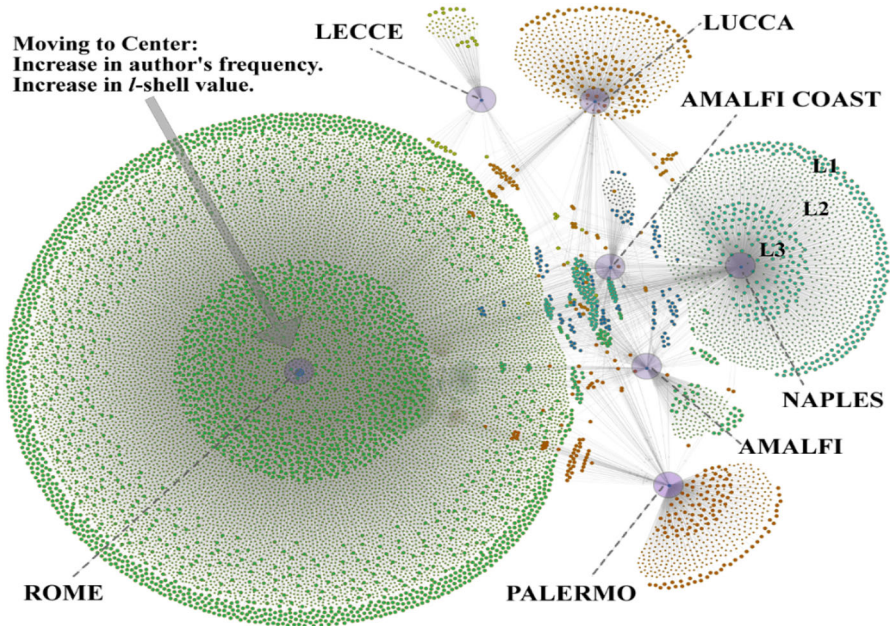 Moving to Center:
Increase in author's frequency.
Increase in l-shell value.
LECCE
LUCCA
AMALFI COAST
L1
L2
L3
NAPLES
AMALFI
ROME
PALERMO